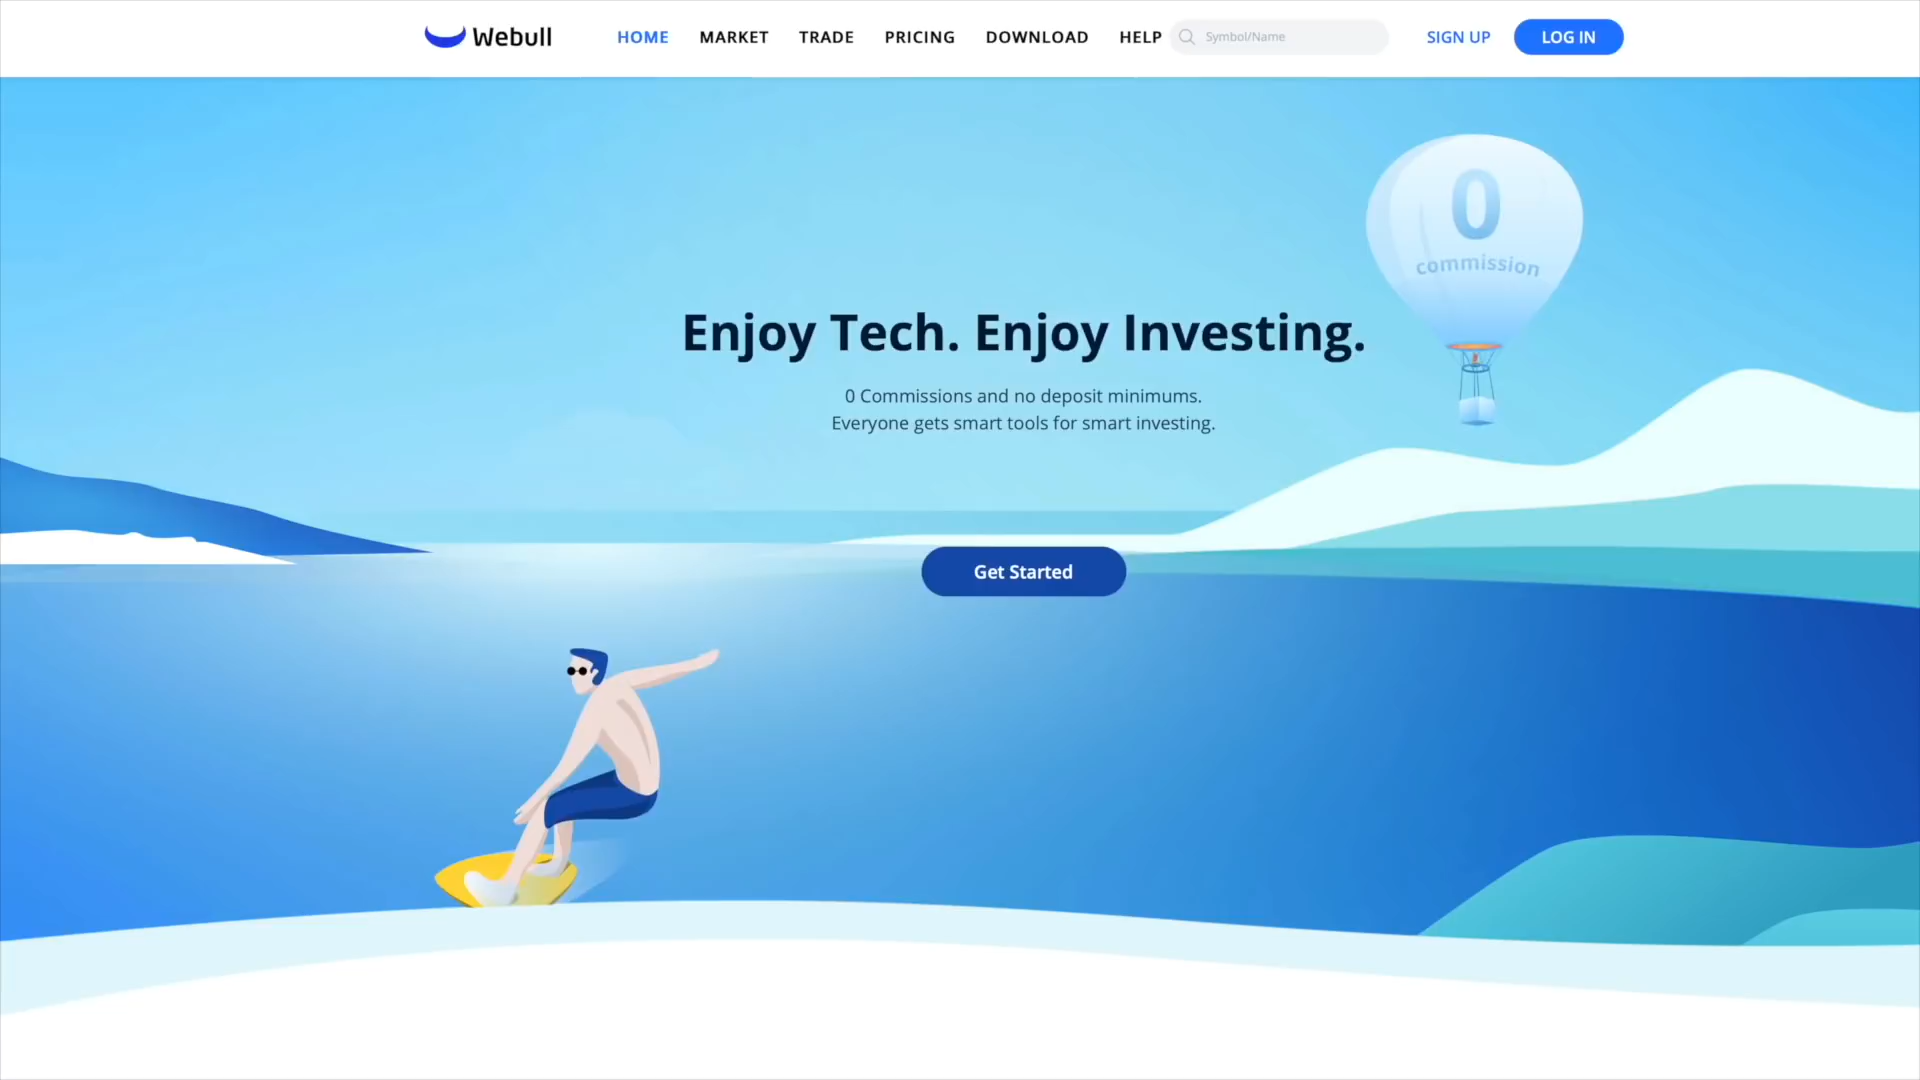 Webull
HOME MARKET TRADE PRICING DOWNLOAD HELP Symbol/Name SIGN UP LOG IN
0
commission
Enjoy Tech. Enjoy Investing.
0 Commissions and no deposit minimums.
Everyone gets smart tools for smart investing.
Get Started